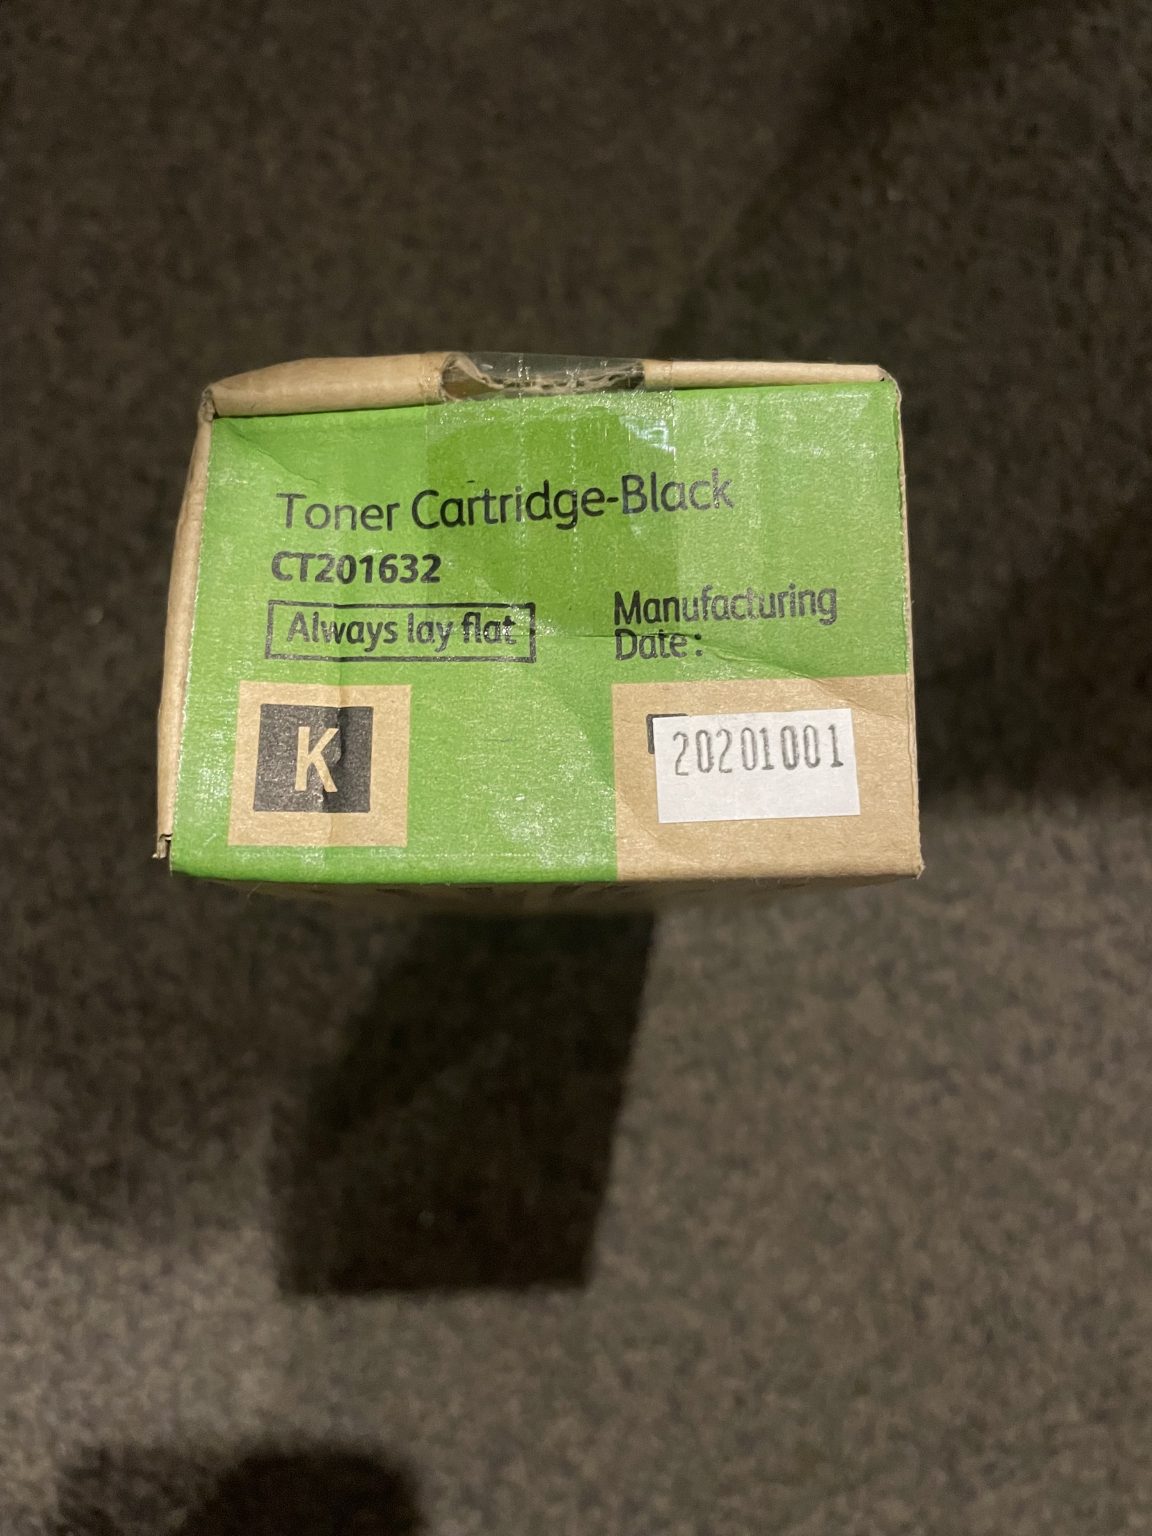 Toner Cartridge-Black
CT201632
Always lay flat
Manufacturing
Date:
K
20201001